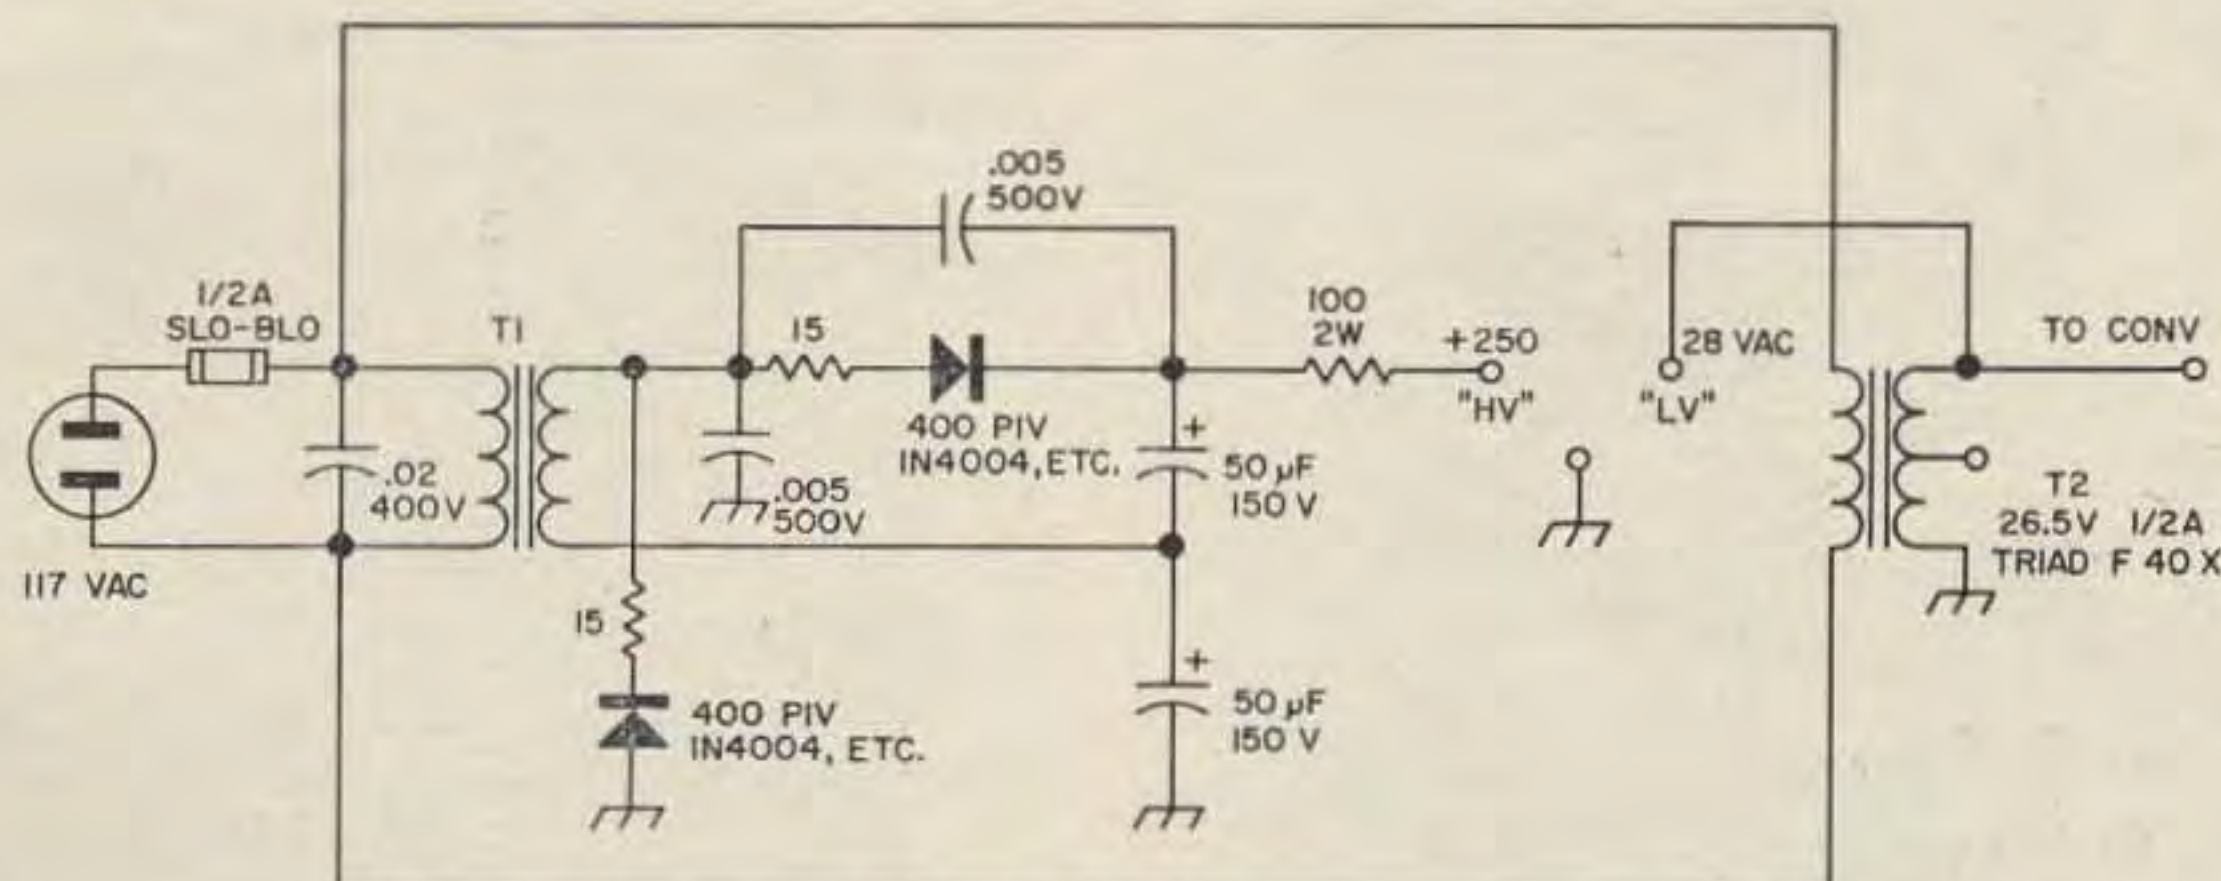 .005
500V
1/2A
SLO-BLO
T1
15
100
2W
+250
"HV"
28 VAC
"LV"
TO CONV
400 PIV
IN4004, ETC.
+
50 µF
150 V
.02
400V
.005
500V
T2
26.5V 1/2A
TRIAD F 40 X
117 VAC
15
400 PIV
IN4004, ETC.
+
50 µF
150 V